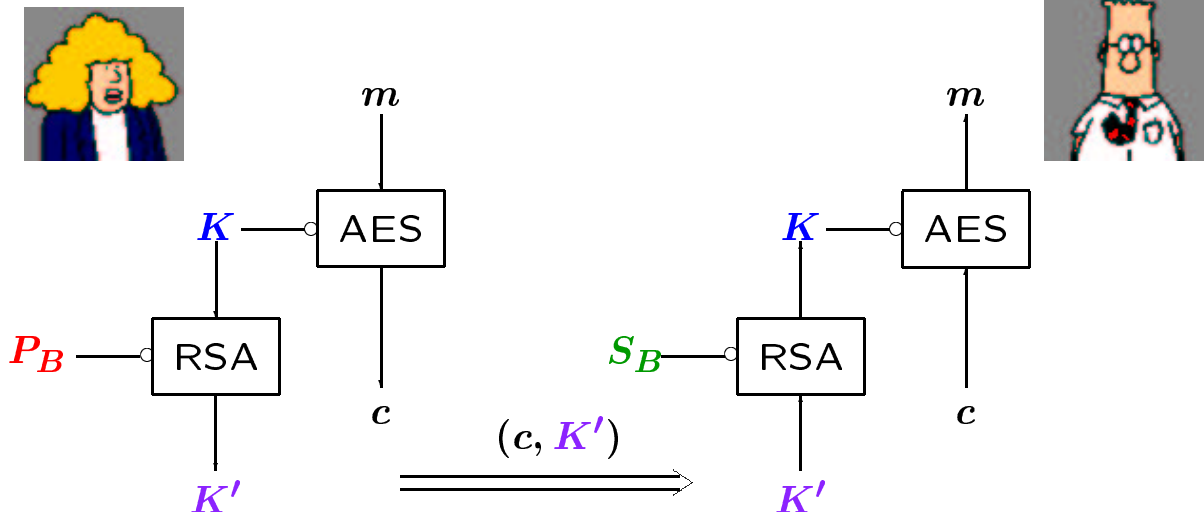 m m
K AES K AES
P_B RSA S_B RSA
c (c, K′) c
K′ K′